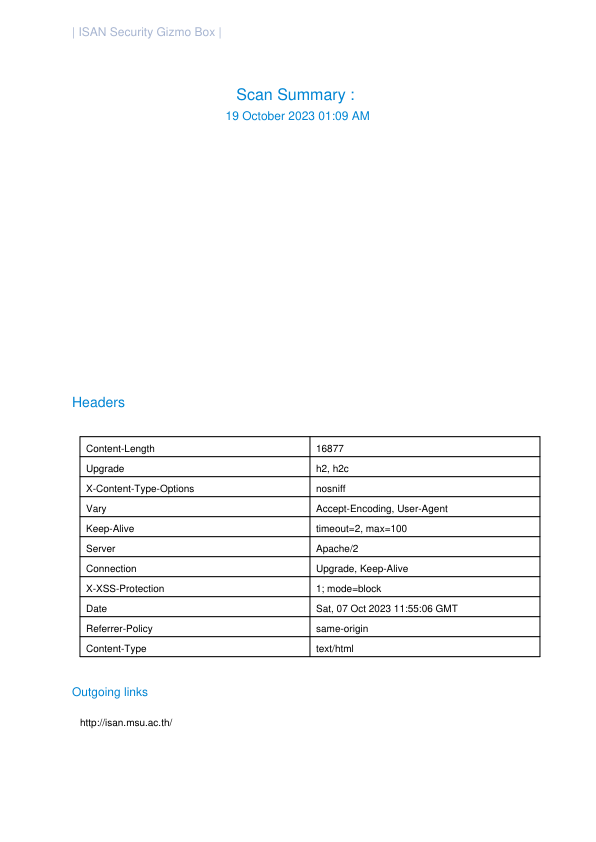 | ISAN Security Gizmo Box |
Scan Summary :
19 October 2023 01:09 AM
Headers
Content-Length 16877
Upgrade h2, h2c
X-Content-Type-Options nosniff
Vary Accept-Encoding, User-Agent
Keep-Alive timeout=2, max=100
Server Apache/2
Connection Upgrade, Keep-Alive
X-XSS-Protection 1; mode=block
Date Sat, 07 Oct 2023 11:55:06 GMT
Referrer-Policy same-origin
Content-Type text/html
Outgoing links
http://isan.msu.ac.th/